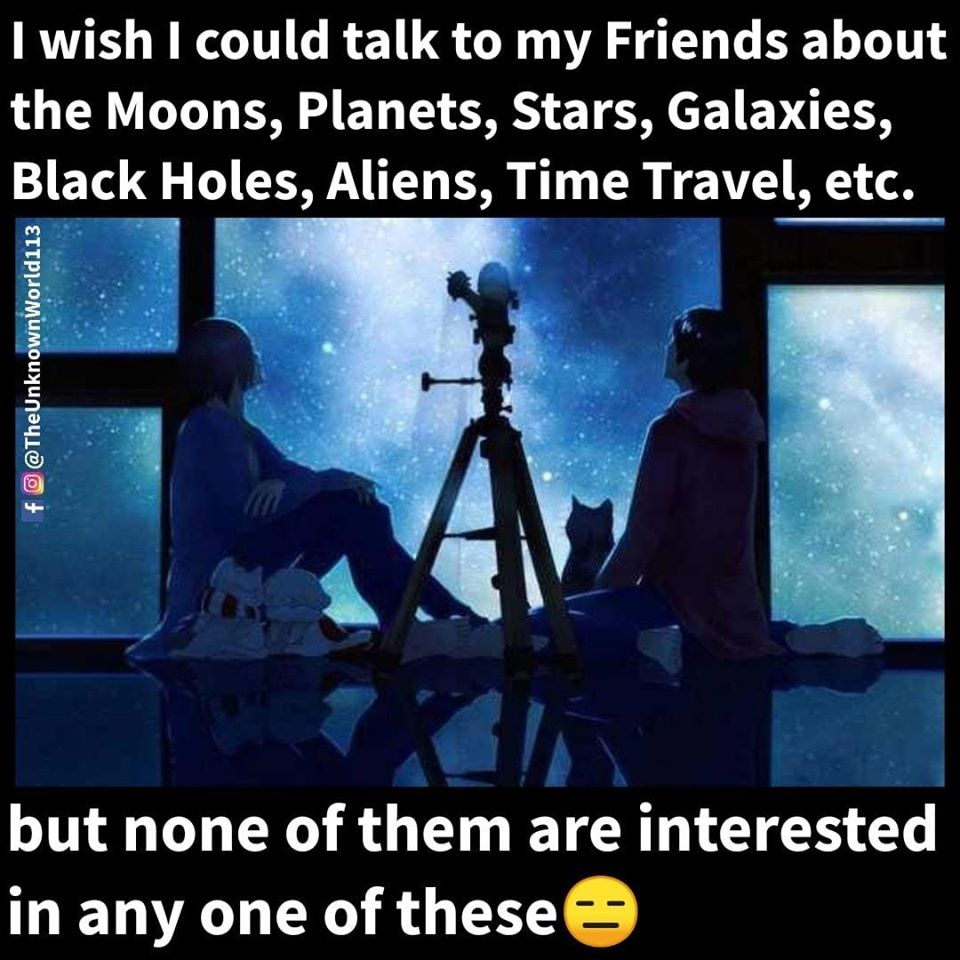 I wish I could talk to my Friends about
the Moons, Planets, Stars, Galaxies,
Black Holes, Aliens, Time Travel, etc.
@TheUnknownWorld113
but none of them are interested
in any one of these😑